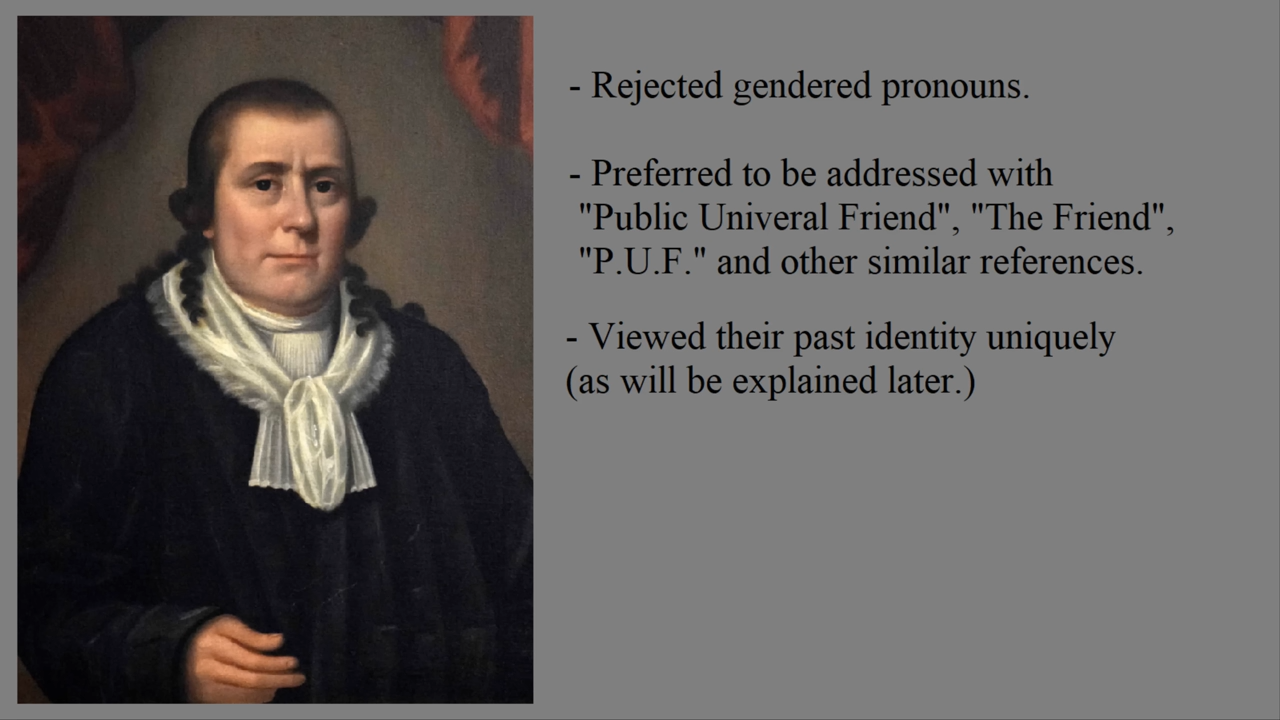 - Rejected gendered pronouns.
- Preferred to be addressed with
"Public Univeral Friend", "The Friend",
"P.U.F." and other similar references.
- Viewed their past identity uniquely
(as will be explained later.)